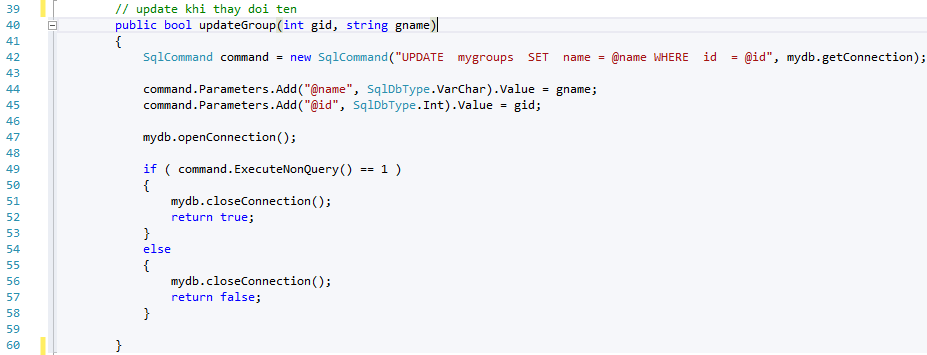 39 // update khi thay doi ten
40 public bool updateGroup(int gid, string gname)
41 {
42 SqlCommand command = new SqlCommand("UPDATE  mygroups  SET  name = @name WHERE  id  = @id", mydb.getConnection);
43
44 command.Parameters.Add("@name", SqlDbType.VarChar).Value = gname;
45 command.Parameters.Add("@id", SqlDbType.Int).Value = gid;
46
47 mydb.openConnection();
48
49 if ( command.ExecuteNonQuery() == 1 )
50 {
51 mydb.closeConnection();
52 return true;
53 }
54 else
55 {
56 mydb.closeConnection();
57 return false;
58 }
59
60 }